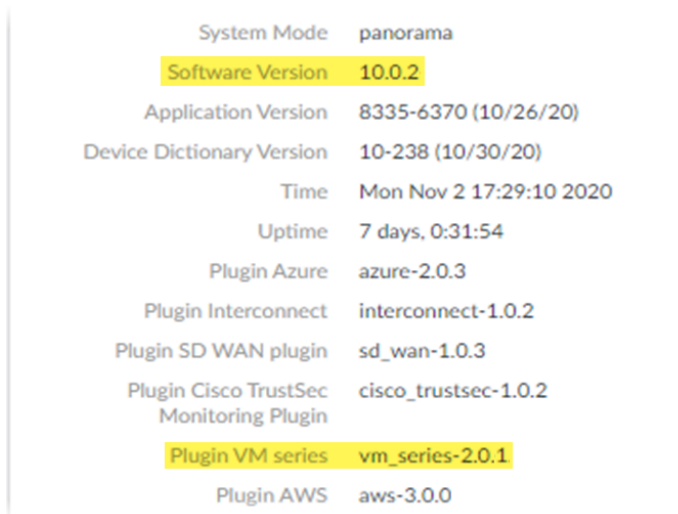 System Mode panorama
Software Version 10.0.2
Application Version 8335-6370 (10/26/20)
Device Dictionary Version 10-238 (10/30/20)
Time Mon Nov 2 17:29:10 2020
Uptime 7 days, 0:31:54
Plugin Azure azure-2.0.3
Plugin Interconnect interconnect-1.0.2
Plugin SD WAN plugin sd_wan-1.0.3
Plugin Cisco TrustSec cisco_trustsec-1.0.2
Monitoring Plugin
Plugin VM series vm_series-2.0.1
Plugin AWS aws-3.0.0